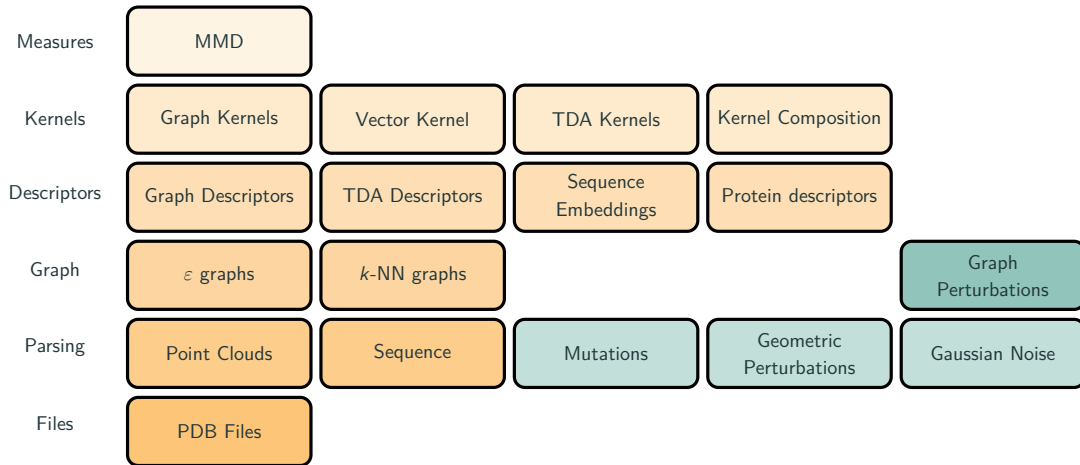 Measures
MMD
Kernels
Graph Kernels
Vector Kernel
TDA Kernels
Kernel Composition
Descriptors
Graph Descriptors
TDA Descriptors
Sequence
Embeddings
Protein descriptors
Graph
ε graphs
k-NN graphs
Graph
Perturbations
Parsing
Point Clouds
Sequence
Mutations
Geometric
Perturbations
Gaussian Noise
Files
PDB Files